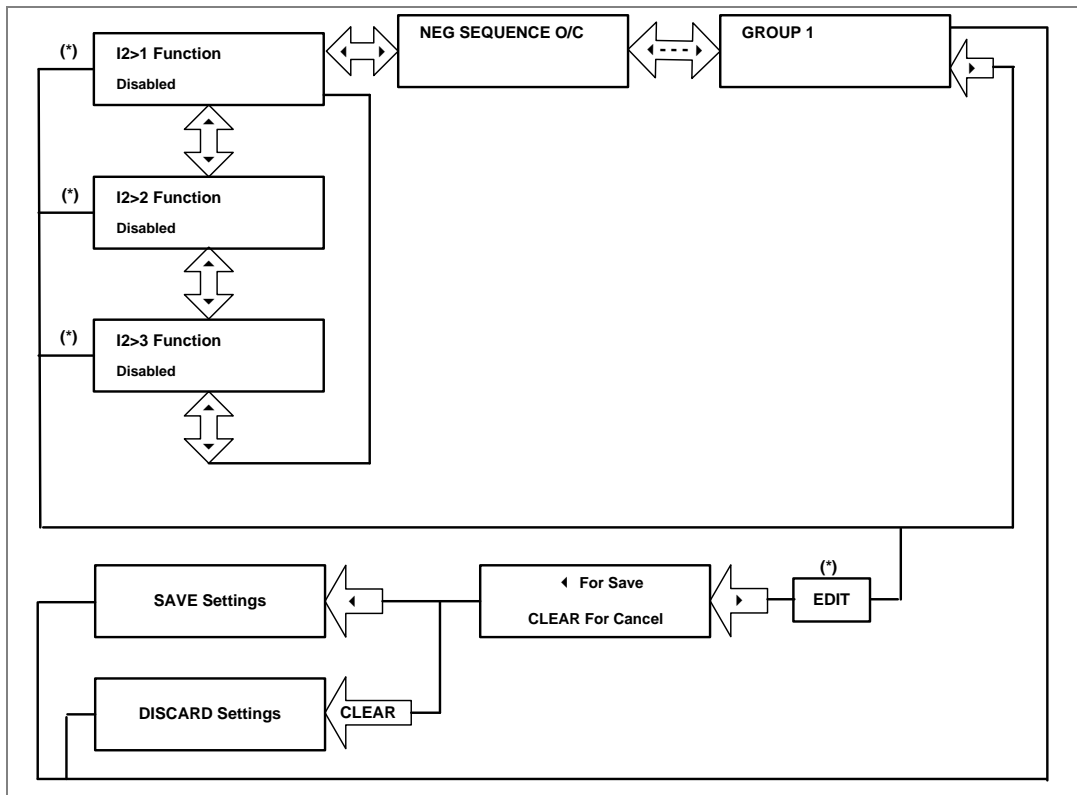 (*)
I2>1 Function
Disabled
NEG SEQUENCE O/C
GROUP 1
(*)
I2>2 Function
Disabled
(*)
I2>3 Function
Disabled
SAVE Settings
For Save
CLEAR For Cancel
(*)
EDIT
DISCARD Settings
CLEAR